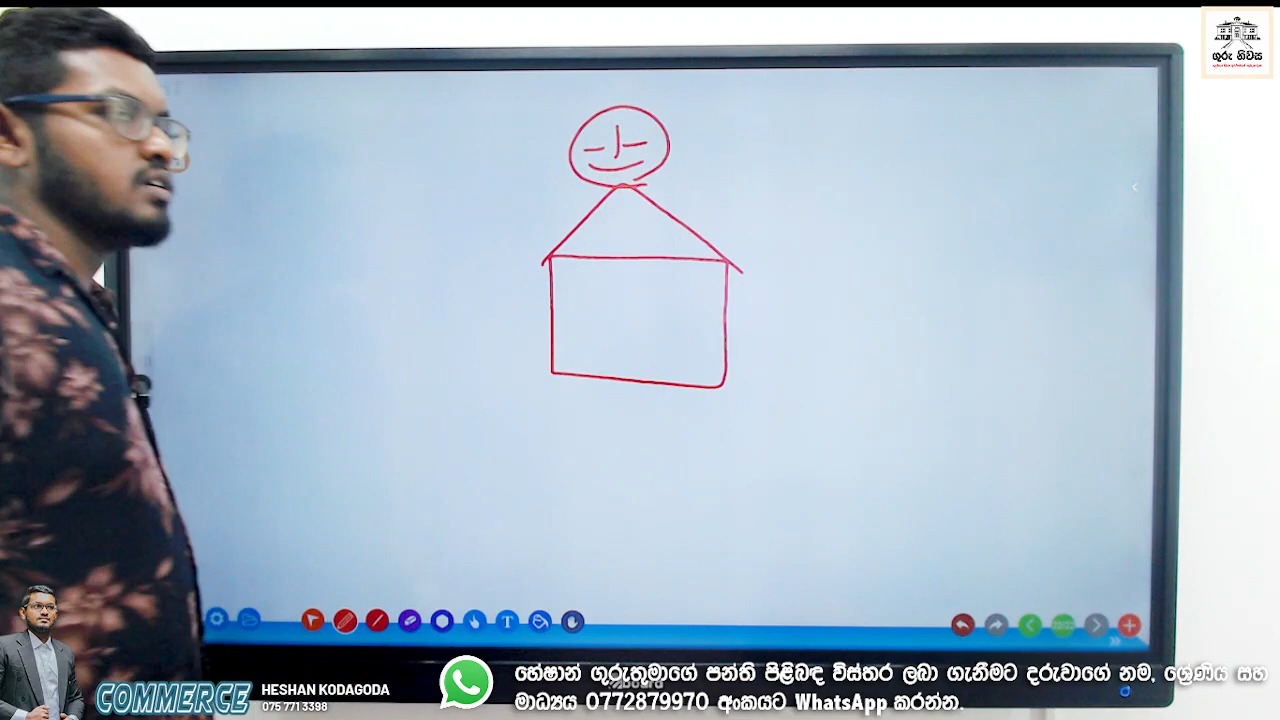 ගුරු නිවස
COMMERCE
HESHAN KODAGODA
075 771 3398
හේෂාන් ගුරුතුමාගේ පන්ති පිළිබඳ විස්තර ලබා ගැනීමට දරුවාගේ නම, ශ්‍රේණිය සහ
මාධ්‍යය 0772879970 අංකයට WhatsApp කරන්න.